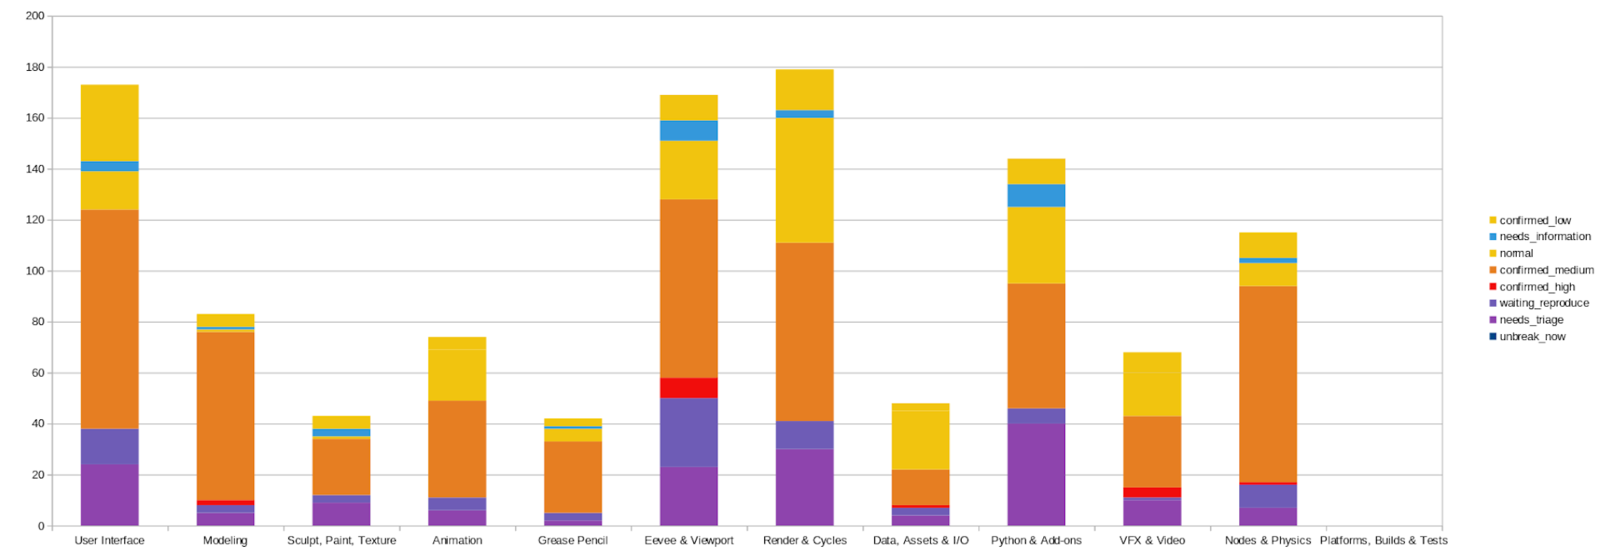 200
180
160
140
120
100
80
60
40
20
0
User Interface
Modeling
Sculpt, Paint, Texture
Animation
Grease Pencil
Eevee & Viewport
Render & Cycles
Data, Assets & I/O
Python & Add-ons
VFX & Video
Nodes & Physics
Platforms, Builds & Tests
confirmed_low
needs_information
normal
confirmed_medium
confirmed_high
waiting_reproduce
needs_triage
unbreak_now